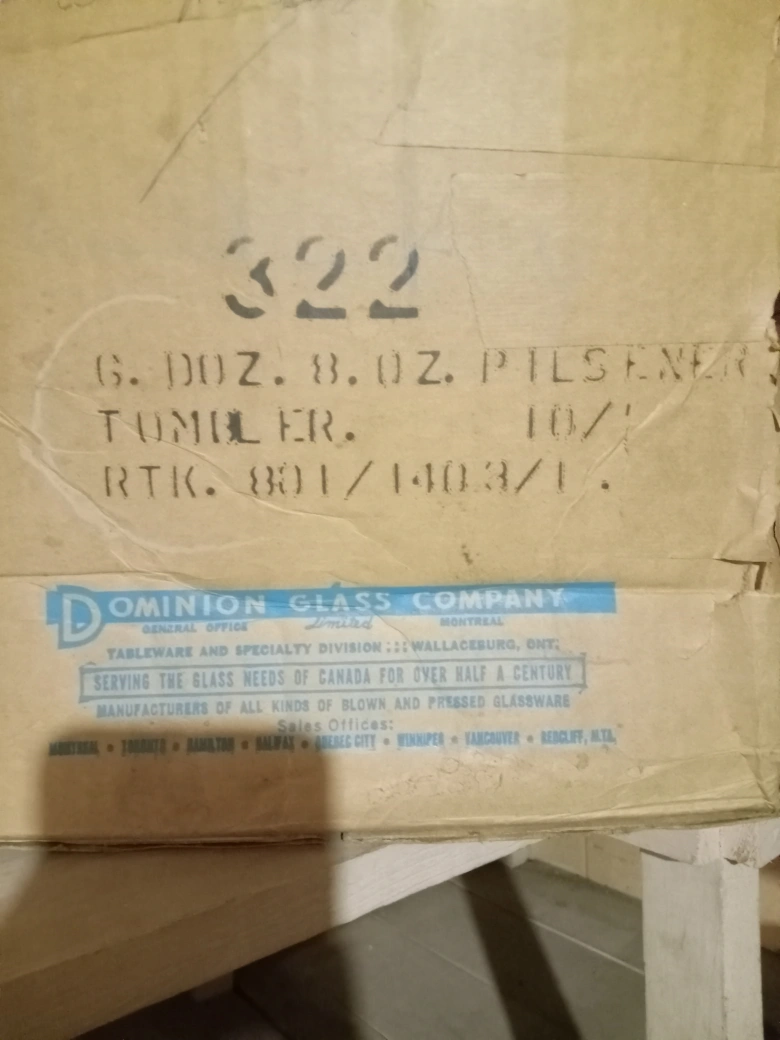 322
6. DOZ. 8. OZ. PILSENER
TUMBLER. 10/
RTK. 801/1403/1.
DOMINION GLASS COMPANY
GENERAL OFFICE Limited MONTREAL
TABLEWARE AND SPECIALTY DIVISION ::: WALLACEBURG, ONT.
SERVING THE GLASS NEEDS OF CANADA FOR OVER HALF A CENTURY
MANUFACTURERS OF ALL KINDS OF BLOWN AND PRESSED GLASSWARE
Sales Offices:
MONTREAL • TORONTO • HAMILTON • HALIFAX • QUEBEC CITY • WINNIPEG • VANCOUVER • REDCLIFF, ALTA.